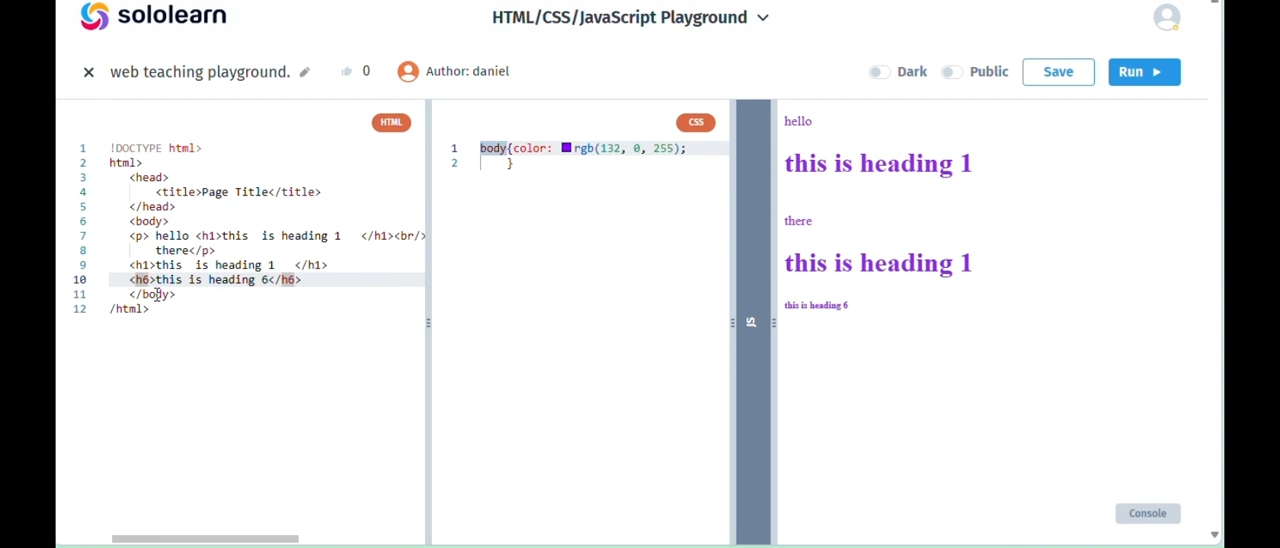 sololearn
HTML/CSS/JavaScript Playground
web teaching playground.
0
Author: daniel
Dark
Public
Save
Run
HTML
1 !DOCTYPE html>
2 html>
3 <head>
4 <title>Page Title</title>
5 </head>
6 <body>
7 <p> hello <h1>this  is heading 1   </h1><br/>
8 there</p>
9 <h1>this  is heading 1   </h1>
10 <h6>this is heading 6</h6>
11 </body>
12 /html>
CSS
1 body{color: rgb(132, 0, 255);
2 }
JS
hello
this is heading 1
there
this is heading 1
this is heading 6
Console